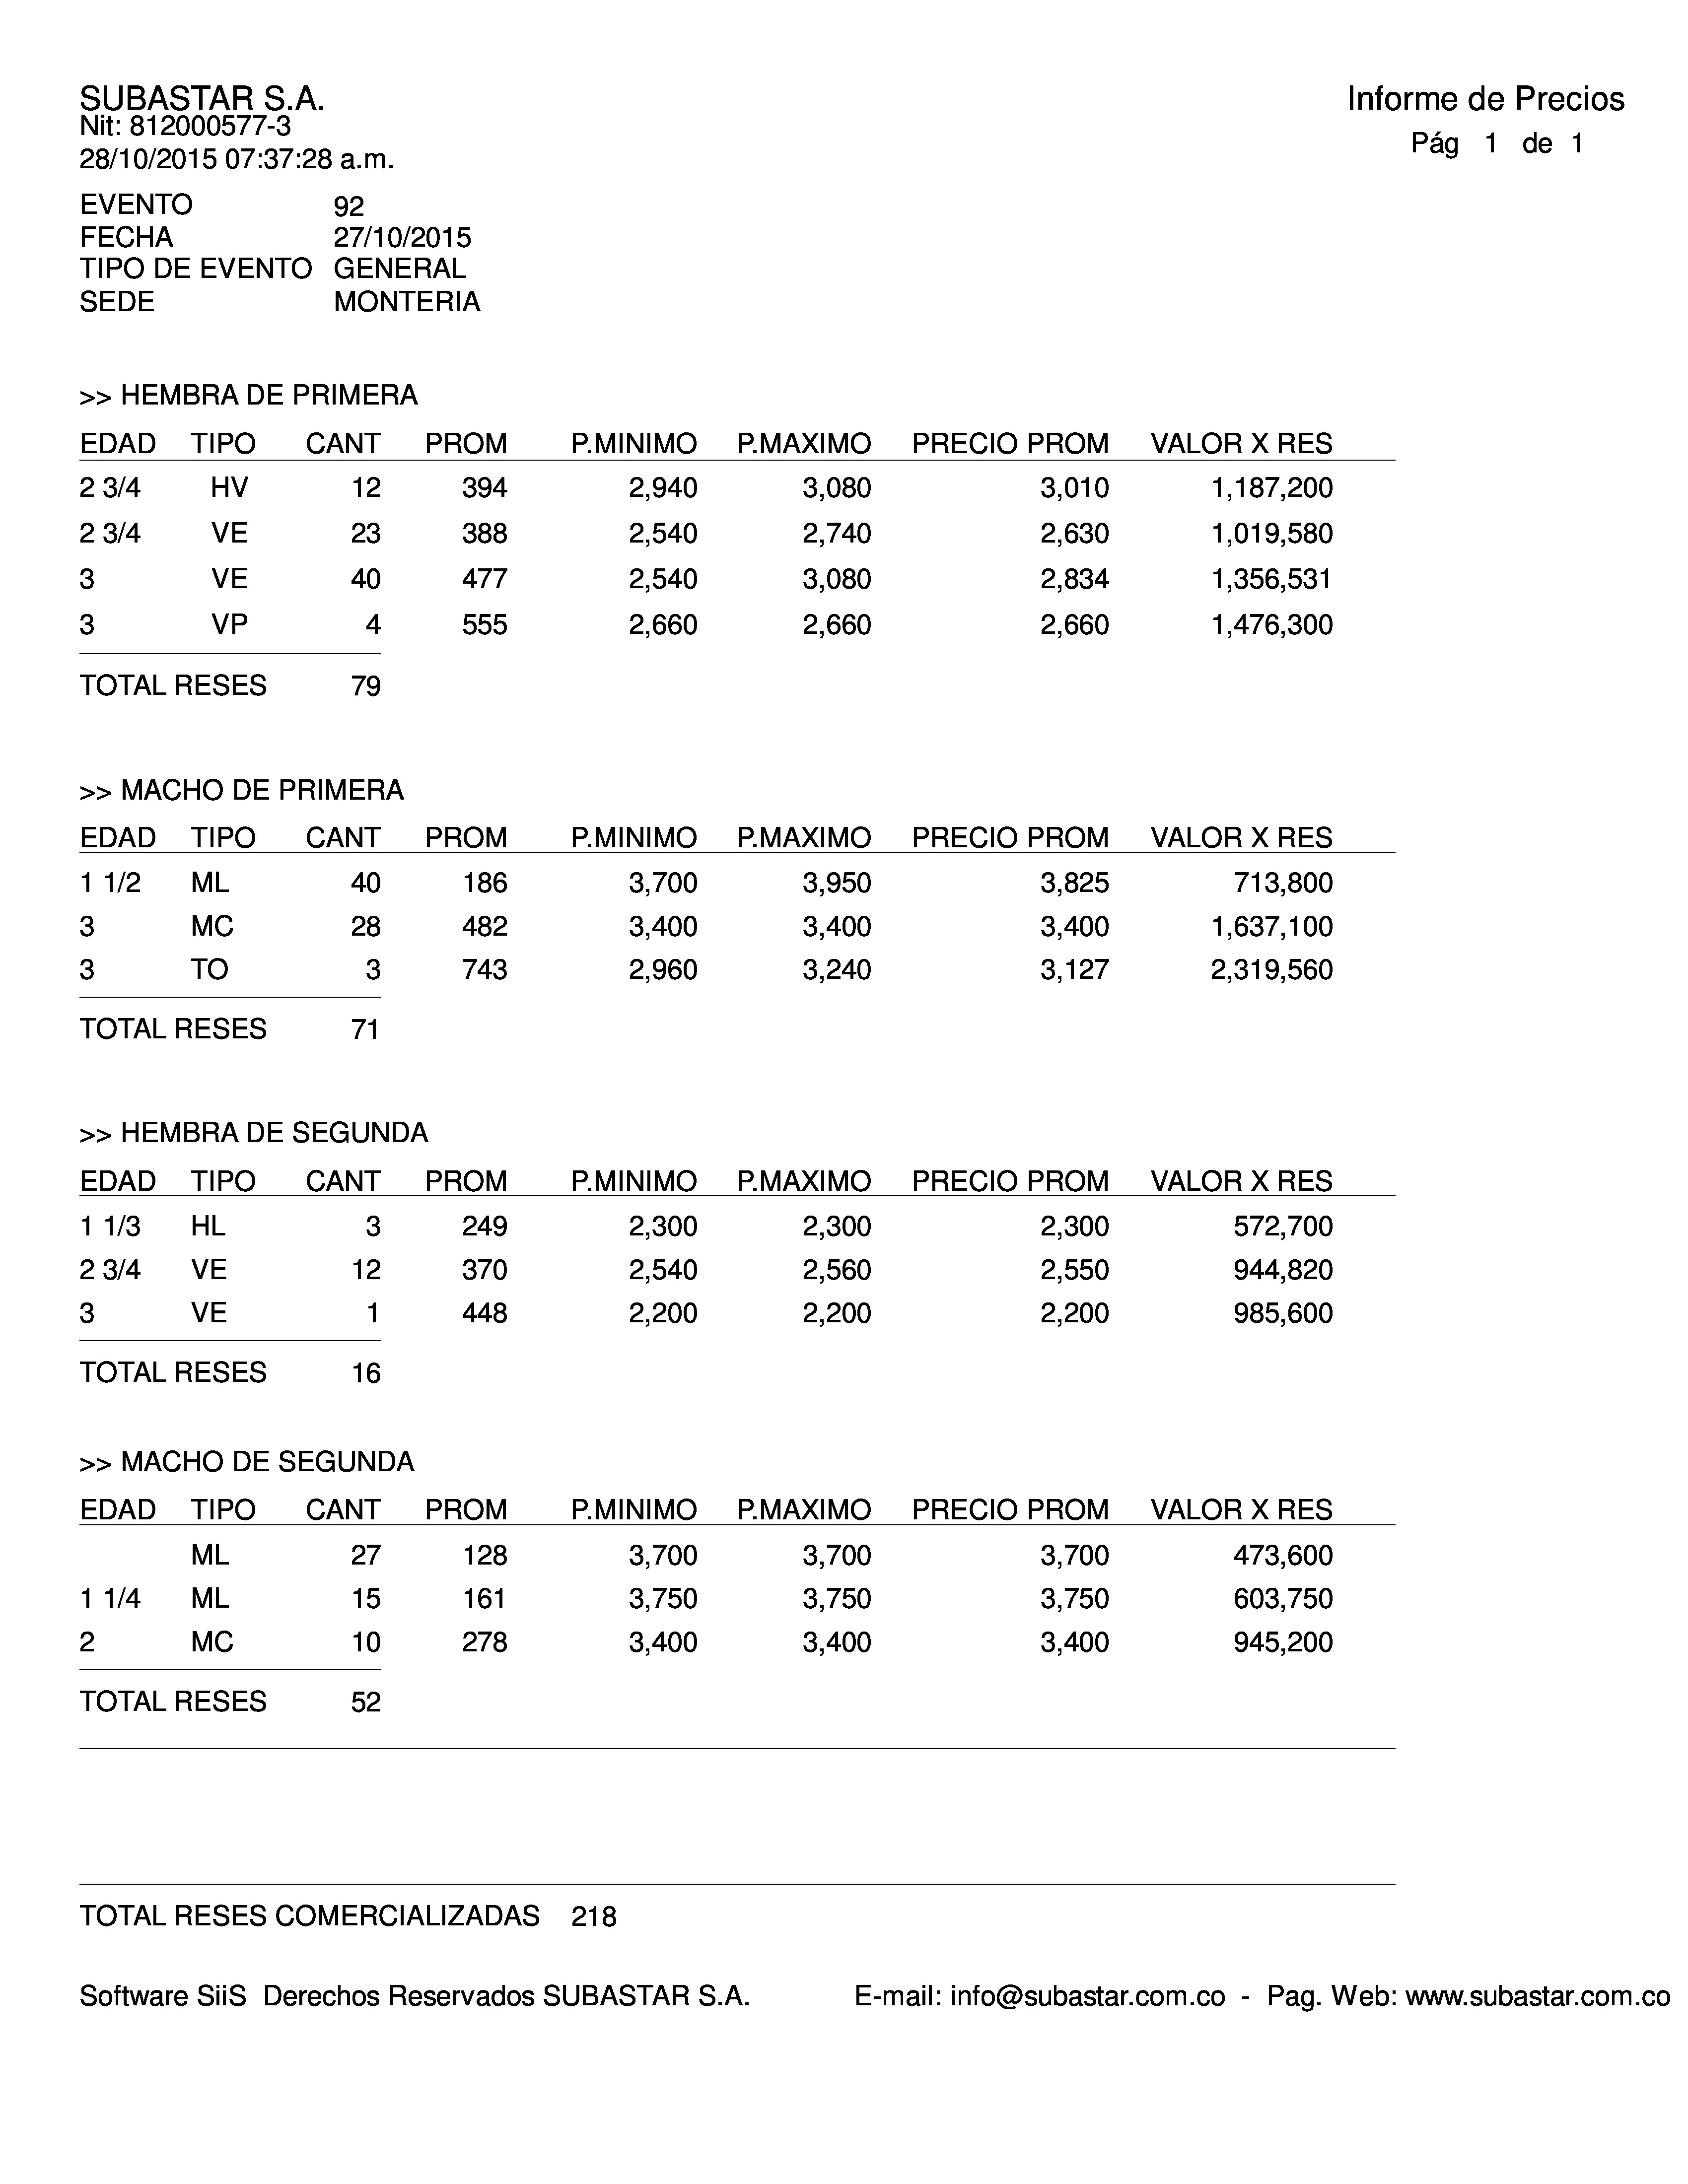 SUBASTAR S.A.
Nit: 812000577-3
28/10/2015 07:37:28 a.m.
Informe de Precios
Pág 1 de 1
EVENTO 92
FECHA 27/10/2015
TIPO DE EVENTO GENERAL
SEDE MONTERIA
>> HEMBRA DE PRIMERA
EDAD TIPO CANT PROM P.MINIMO P.MAXIMO PRECIO PROM VALOR X RES
2 3/4 HV 12 394 2,940 3,080 3,010 1,187,200
2 3/4 VE 23 388 2,540 2,740 2,630 1,019,580
3 VE 40 477 2,540 3,080 2,834 1,356,531
3 VP 4 555 2,660 2,660 2,660 1,476,300
TOTAL RESES 79
>> MACHO DE PRIMERA
EDAD TIPO CANT PROM P.MINIMO P.MAXIMO PRECIO PROM VALOR X RES
1 1/2 ML 40 186 3,700 3,950 3,825 713,800
3 MC 28 482 3,400 3,400 3,400 1,637,100
3 TO 3 743 2,960 3,240 3,127 2,319,560
TOTAL RESES 71
>> HEMBRA DE SEGUNDA
EDAD TIPO CANT PROM P.MINIMO P.MAXIMO PRECIO PROM VALOR X RES
1 1/3 HL 3 249 2,300 2,300 2,300 572,700
2 3/4 VE 12 370 2,540 2,560 2,550 944,820
3 VE 1 448 2,200 2,200 2,200 985,600
TOTAL RESES 16
>> MACHO DE SEGUNDA
EDAD TIPO CANT PROM P.MINIMO P.MAXIMO PRECIO PROM VALOR X RES
ML 27 128 3,700 3,700 3,700 473,600
1 1/4 ML 15 161 3,750 3,750 3,750 603,750
2 MC 10 278 3,400 3,400 3,400 945,200
TOTAL RESES 52
TOTAL RESES COMERCIALIZADAS 218
Software SiiS Derechos Reservados SUBASTAR S.A. E-mail: info@subastar.com.co - Pag. Web: www.subastar.com.co